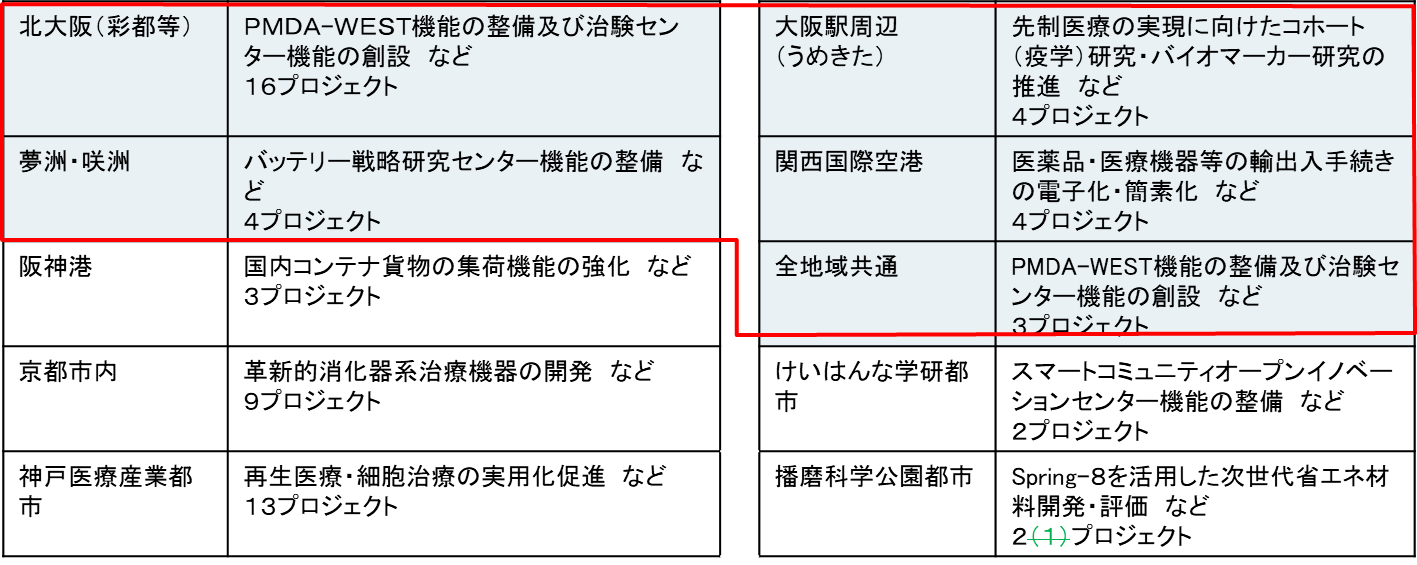 北大阪（彩都等）
PMDA-WEST機能の整備及び治験セン
ター機能の創設　など
１６プロジェクト
夢洲・咲洲
バッテリー戦略研究センター機能の整備　な
ど
４プロジェクト
阪神港
国内コンテナ貨物の集荷機能の強化　など
３プロジェクト
京都市内
革新的消化器系治療機器の開発　など
９プロジェクト
神戸医療産業都
市
再生医療・細胞治療の実用化促進　など
１３プロジェクト
大阪駅周辺
（うめきた）
先制医療の実現に向けたコホート
（疫学）研究・バイオマーカー研究の
推進　など
４プロジェクト
関西国際空港
医薬品・医療機器等の輸出入手続き
の電子化・簡素化　など
４プロジェクト
全地域共通
PMDA-WEST機能の整備及び治験セ
ンター機能の創設　など
３プロジェクト
けいはんな学研都
市
スマートコミュニティオープンイノベー
ションセンター機能の整備　など
２プロジェクト
播磨科学公園都市
Spring-８を活用した次世代省エネ材
料開発・評価　など
２（１）プロジェクト